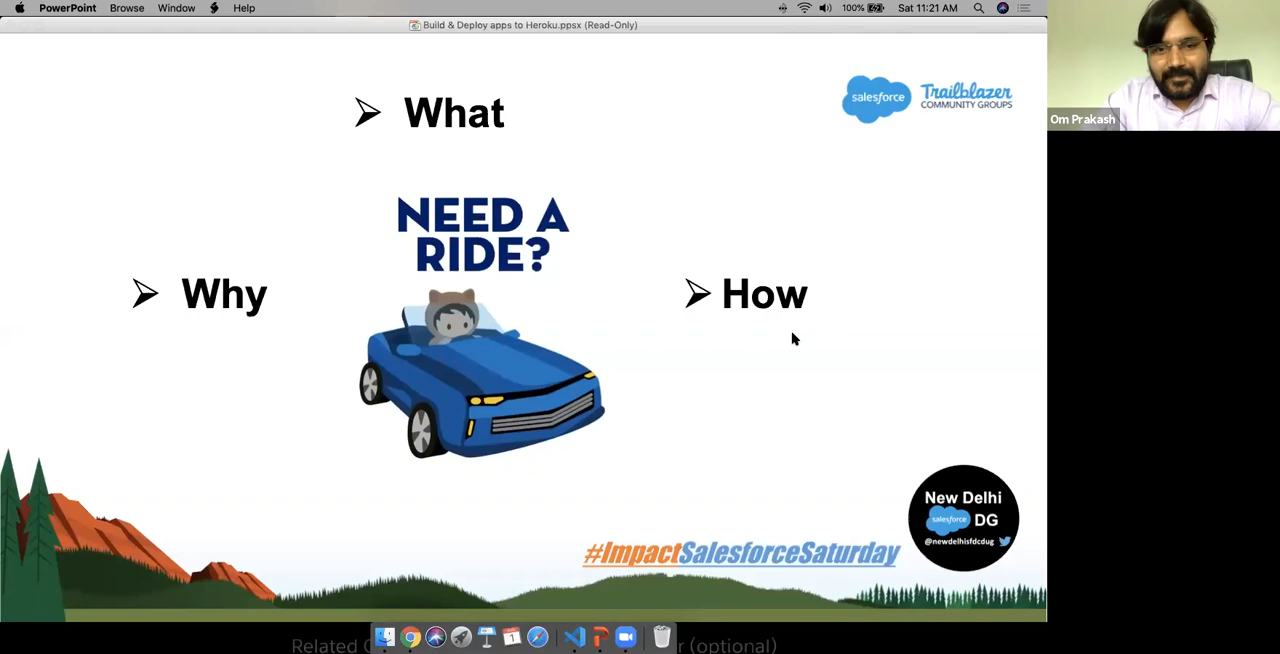 PowerPoint Browse Window Help
100% Sat 11:21 AM
Build & Deploy apps to Heroku.ppsx (Read-Only)
Om Prakash
salesforce Trailblazer
COMMUNITY GROUPS
➢ What
NEED A
RIDE?
➢ Why
➢ How
New Delhi
salesforce DG
@newdelhisfdcdug
#ImpactSalesforceSaturday
1
Related
(optional)